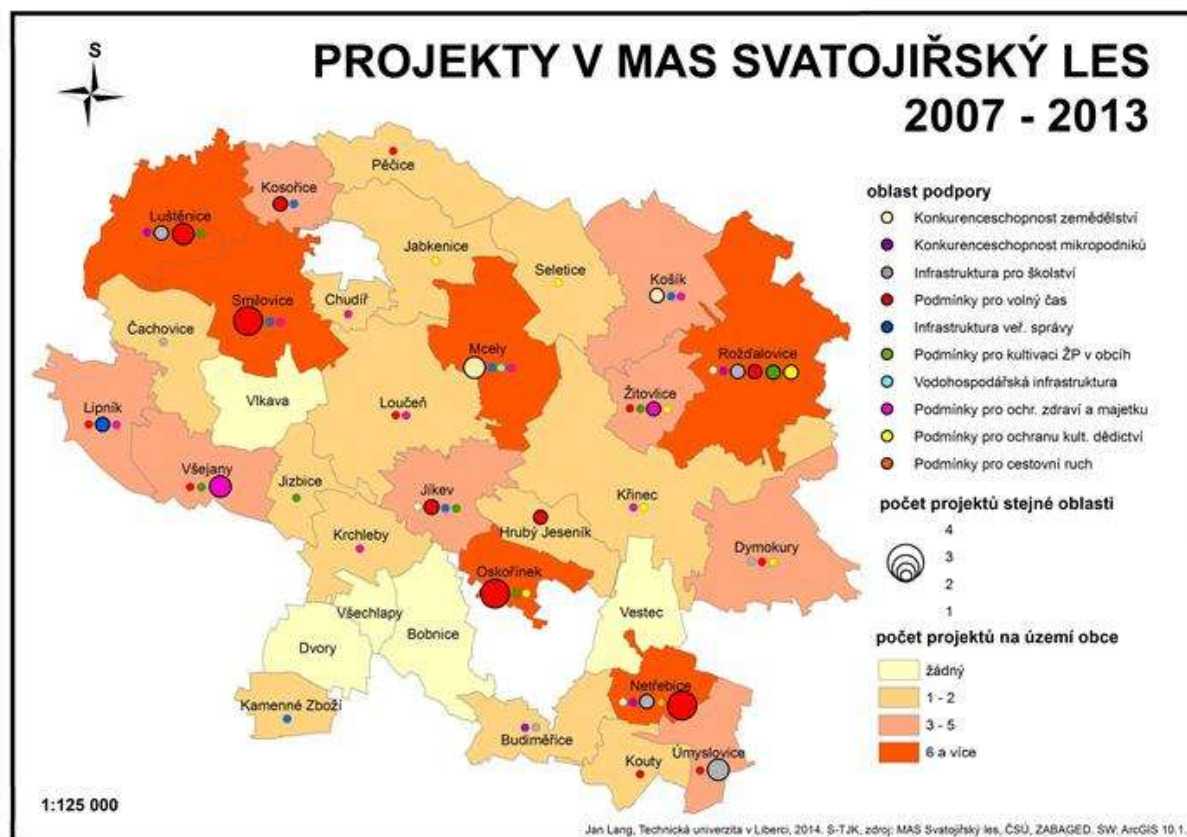 PROJEKTY V MAS SVATOJIŘSKÝ LES
2007 - 2013
S
Pěčice
Kosořice
Luštěnice
Jabkenice
Seletice
Košík
Smilovice
Chudíř
Čachovice
Mcely
Rožďalovice
Žitovlice
Vlkava
Loučeň
Lipník
Všejany
Jizbice
Jíkev
Křinec
Hrubý Jeseník
Krchleby
Dymokury
Oskořínek
Všechlapy
Vestec
Bobnice
Dvory
Netřebice
Kamenné Zboží
Budiměřice
Úmyslovice
Kouty
oblast podpory
Konkurenceschopnost zemědělství
Konkurenceschopnost mikropodniků
Infrastruktura pro školství
Podmínky pro volný čas
Infrastruktura veř. správy
Podmínky pro kultivaci ŽP v obcíh
Vodohospodářská infrastruktura
Podmínky pro ochr. zdraví a majetku
Podmínky pro ochranu kult. dědictví
Podmínky pro cestovní ruch
počet projektů stejné oblasti
4
3
2
1
počet projektů na území obce
žádný
1 - 2
3 - 5
6 a více
1:125 000
Jan Lang, Technická univerzita v Liberci, 2014. S-TJK, zdroj: MAS Svatojiřský les, ČSÚ, ZABAGED. SW: ArcGIS 10.1.